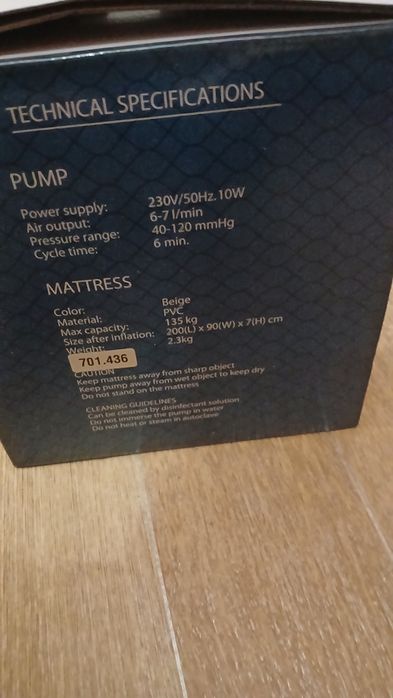 TECHNICAL SPECIFICATIONS
PUMP
Power supply: 230V/50Hz. 10W
Air output: 6-7 l/min
Pressure range: 40-120 mmHg
Cycle time: 6 min.
MATTRESS
Color: Beige
Material: PVC
Max capacity: 135 kg
Size after inflation: 200(L) x 90(W) x 7(H) cm
Weight: 2.3kg
701.436
CAUTION
Keep mattress away from sharp object
Keep pump away from wet object to keep dry
Do not stand on the mattress
CLEANING GUIDELINES
Can be cleaned by disinfectant solution
Do not immerse the pump in water
Do not heat or steam in autoclave